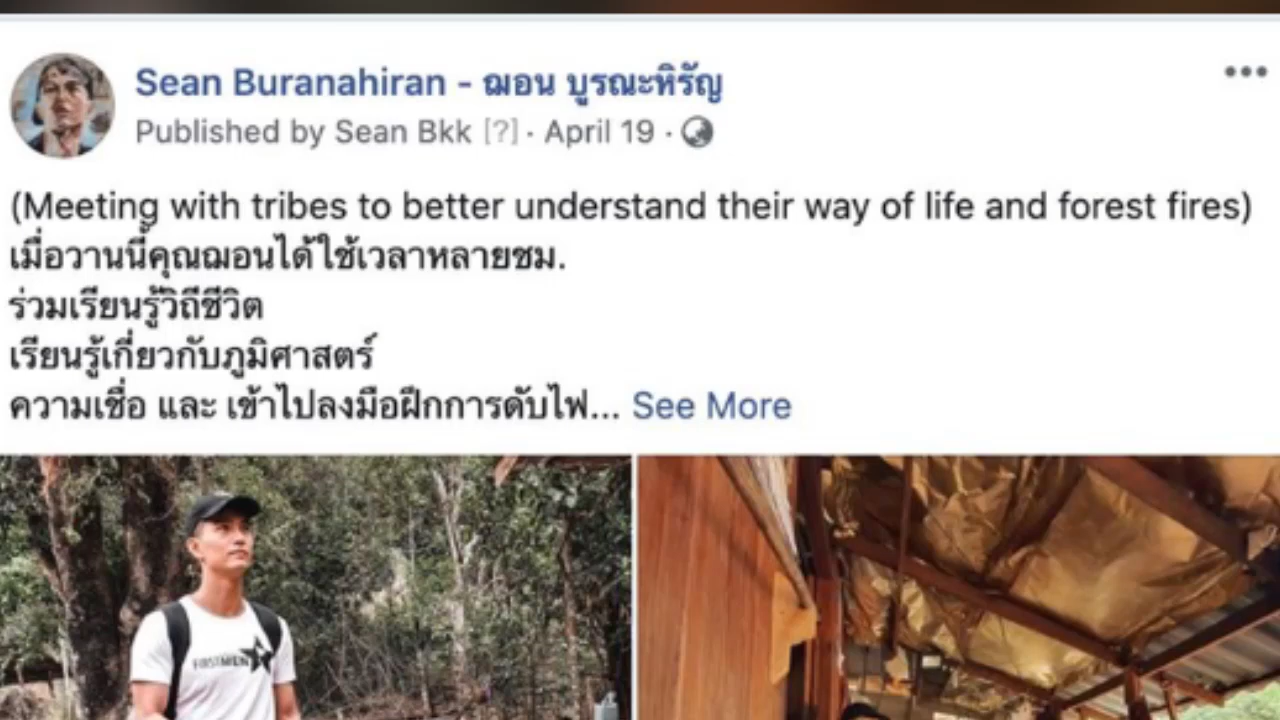 Sean Buranahiran - ฌอน บูรณะหิรัญ
Published by Sean Bkk [?] · April 19 ·
(Meeting with tribes to better understand their way of life and forest fires)
เมื่อวานนี้คุณฌอนได้ใช้เวลาหลายชม.
ร่วมเรียนรู้วิถีชีวิต
เรียนรู้เกี่ยวกับภูมิศาสตร์
ความเชื่อ และ เข้าไปลงมือฝึกการดับไฟ... See More
FIRSTMEN